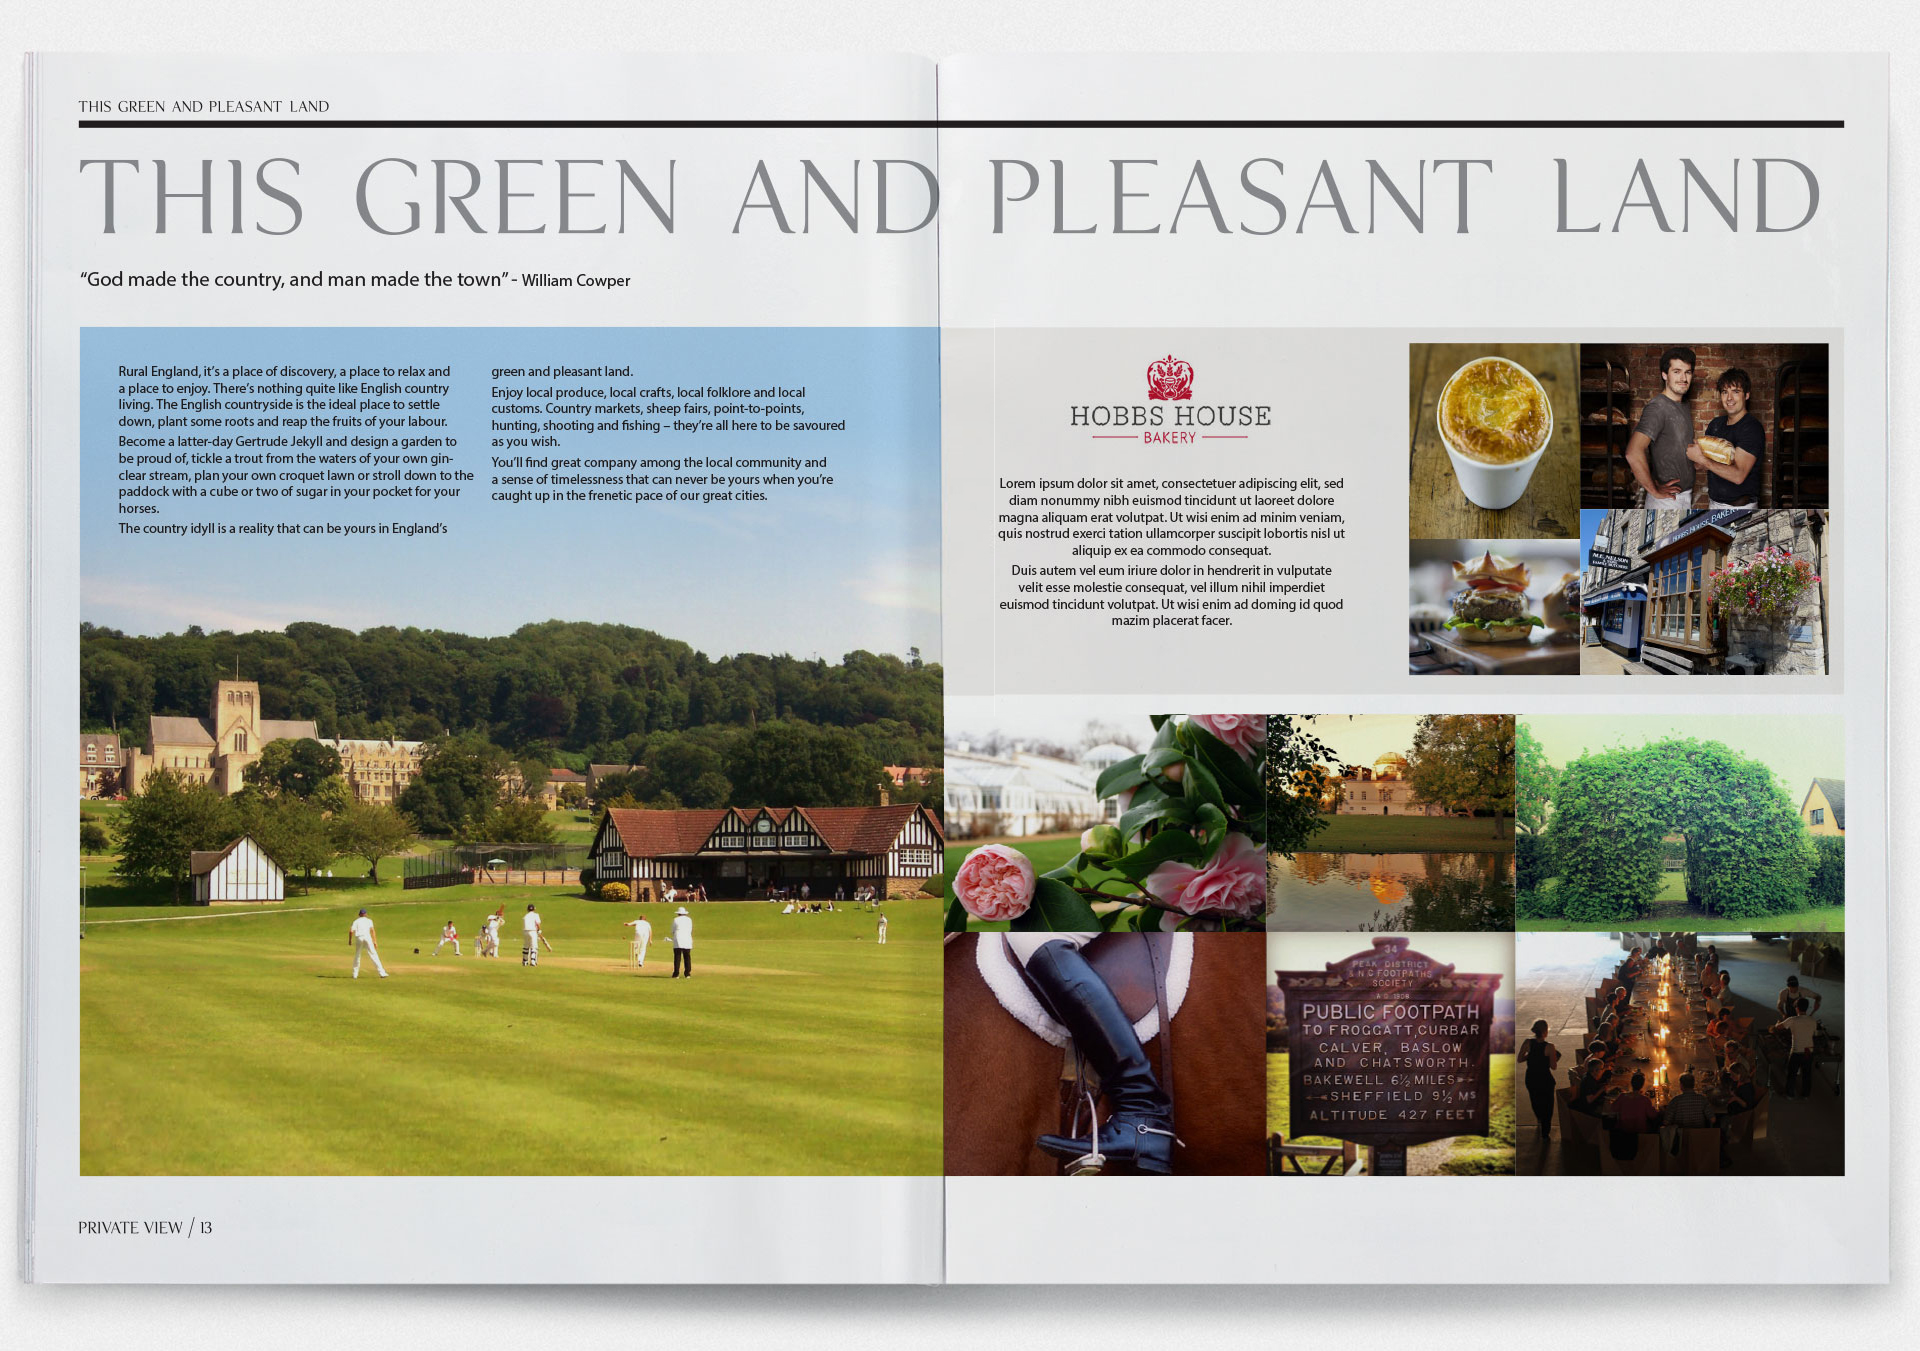 THIS GREEN AND PLEASANT LAND
THIS GREEN AND PLEASANT LAND
“God made the country, and man made the town” - William Cowper
Rural England, it’s a place of discovery, a place to relax and
a place to enjoy. There’s nothing quite like English country
living. The English countryside is the ideal place to settle
down, plant some roots and reap the fruits of your labour.
Become a latter-day Gertrude Jekyll and design a garden to
be proud of, tickle a trout from the waters of your own gin-
clear stream, plan your own croquet lawn or stroll down to the
paddock with a cube or two of sugar in your pocket for your
horses.
The country idyll is a reality that can be yours in England’s
green and pleasant land.
Enjoy local produce, local crafts, local folklore and local
customs. Country markets, sheep fairs, point-to-points,
hunting, shooting and fishing – they’re all here to be savoured
as you wish.
You’ll find great company among the local community and
a sense of timelessness that can never be yours when you’re
caught up in the frenetic pace of our great cities.
HOBBS HOUSE
BAKERY
Lorem ipsum dolor sit amet, consectetuer adipiscing elit, sed
diam nonummy nibh euismod tincidunt ut laoreet dolore
magna aliquam erat volutpat. Ut wisi enim ad minim veniam,
quis nostrud exerci tation ullamcorper suscipit lobortis nisl ut
aliquip ex ea commodo consequat.
Duis autem vel eum iriure dolor in hendrerit in vulputate
velit esse molestie consequat, vel illum nihil imperdiet
euismod tincidunt volutpat. Ut wisi enim ad doming id quod
mazim placerat facer.
HOBBS HOUSE BAKERY
34
PEAK DISTRICT
& N C FOOTPATHS
SOCIETY
PUBLIC FOOTPATH
TO FROGGATT, CURBAR
CALVER, BASLOW
AND CHATSWORTH.
BAKEWELL 6½ MILES
SHEFFIELD 9½ Ms
ALTITUDE 427 FEET
PRIVATE VIEW / 13